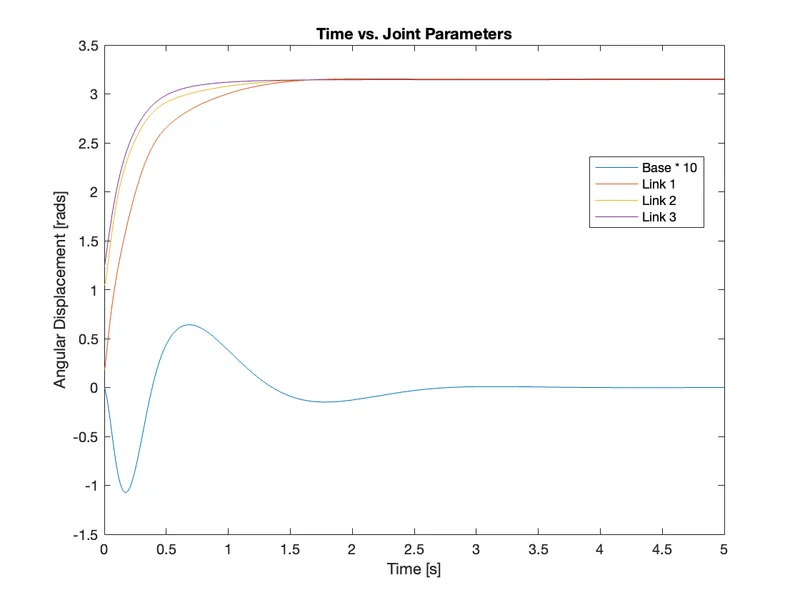 Time vs. Joint Parameters
Angular Displacement [rads]
3.5
3
2.5
2
1.5
1
0.5
0
-0.5
-1
-1.5
Base * 10
Link 1
Link 2
Link 3
0 0.5 1 1.5 2 2.5 3 3.5 4 4.5 5
Time [s]